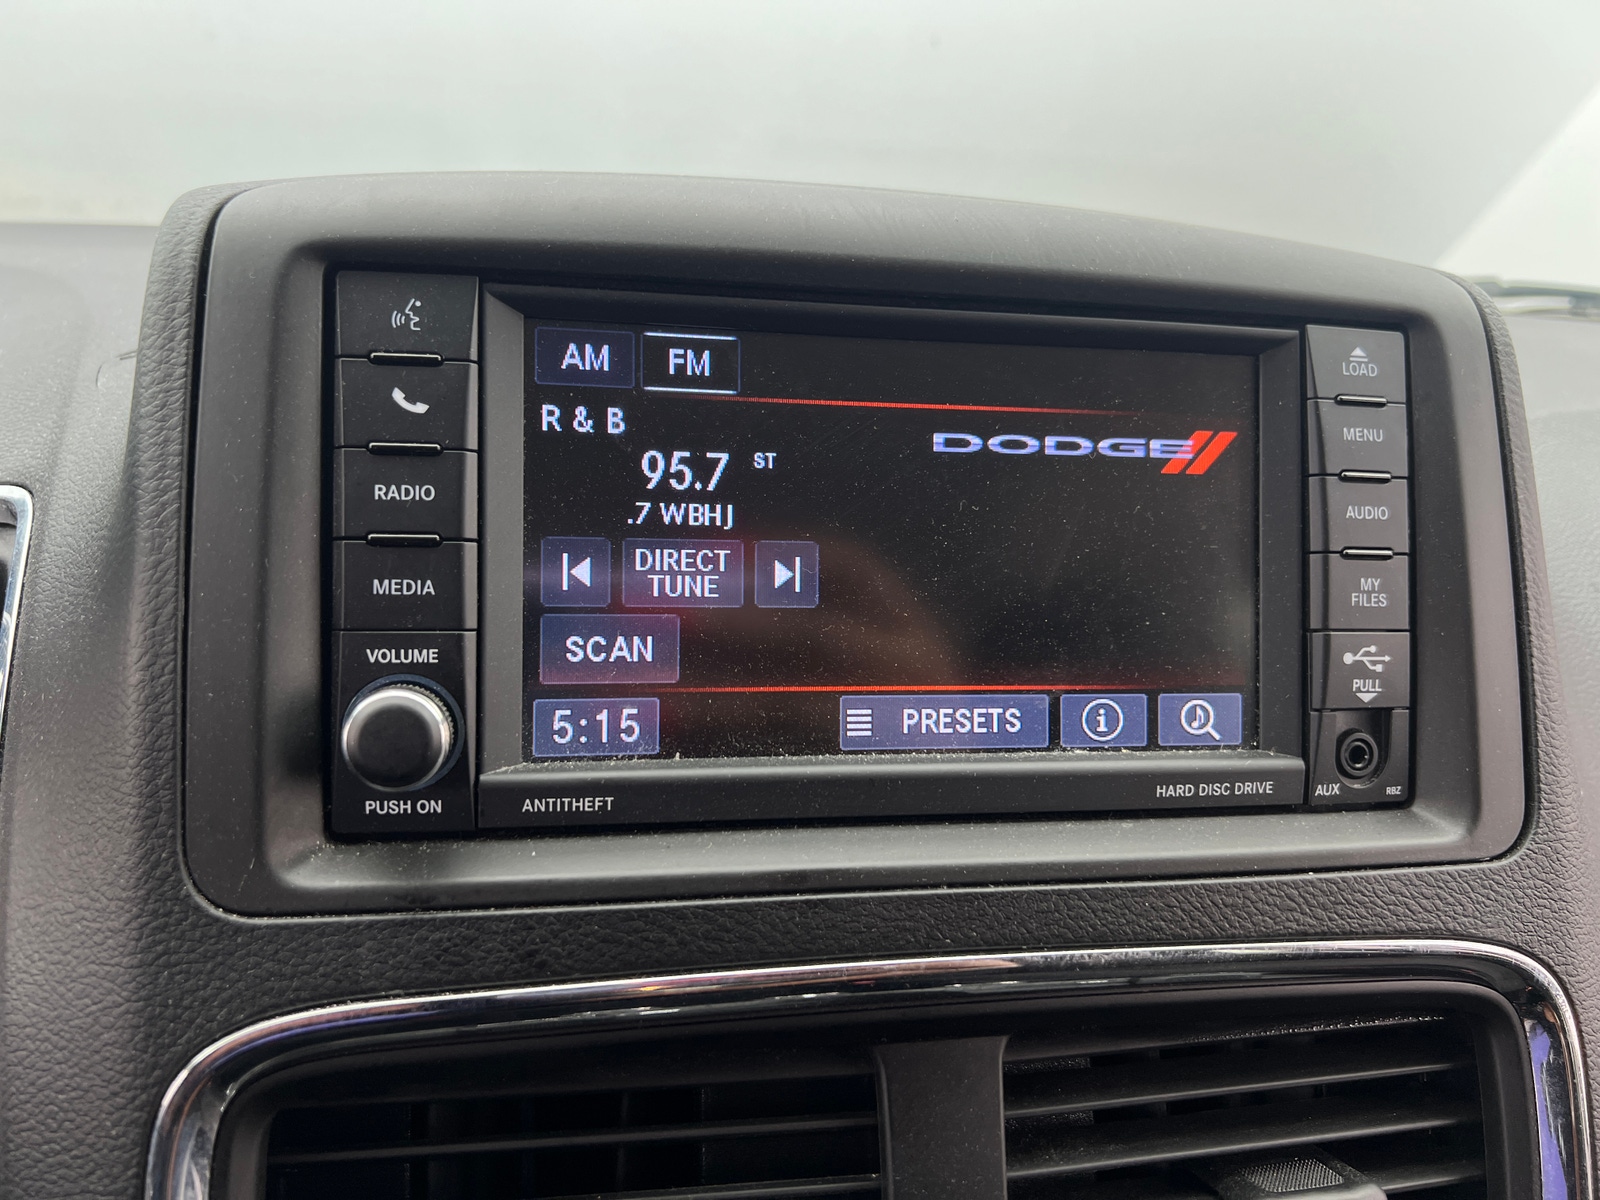 RADIO
MEDIA
VOLUME
PUSH ON
AM FM
R & B
DODGE
95.7 ST
.7 WBHJ
DIRECT
TUNE
SCAN
5:15 PRESETS
ANTITHEFT
HARD DISC DRIVE
LOAD
MENU
AUDIO
MY
FILES
PULL
AUX RBZ